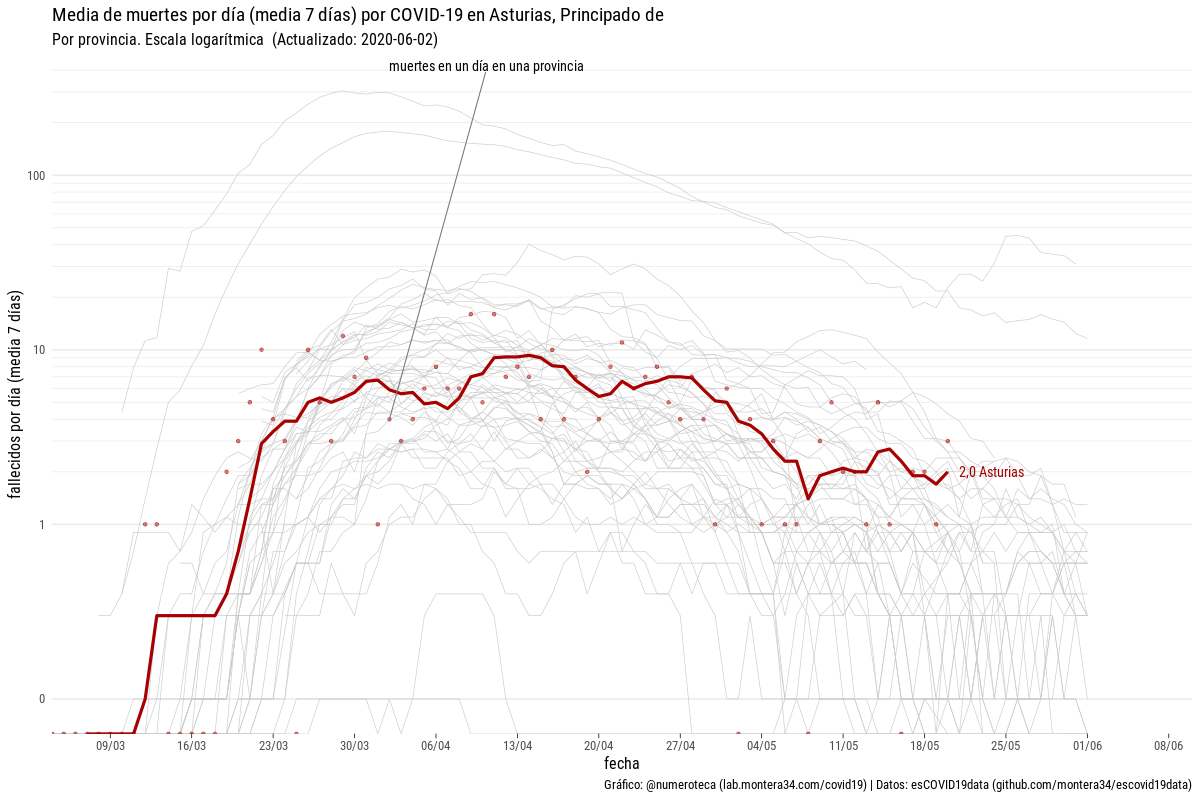 Media de muertes por día (media 7 días) por COVID-19 en Asturias, Principado de
Por provincia. Escala logarítmica  (Actualizado: 2020-06-02)
muertes en un día en una provincia
fallecidos por día (media  7 días)
100
10
1
0
2,0 Asturias
09/03
16/03
23/03
30/03
06/04
13/04
20/04
27/04
04/05
11/05
18/05
25/05
01/06
08/06
fecha
Gráfico: @numeroteca (lab.montera34.com/covid19) | Datos: esCOVID19data (github.com/montera34/escovid19data)